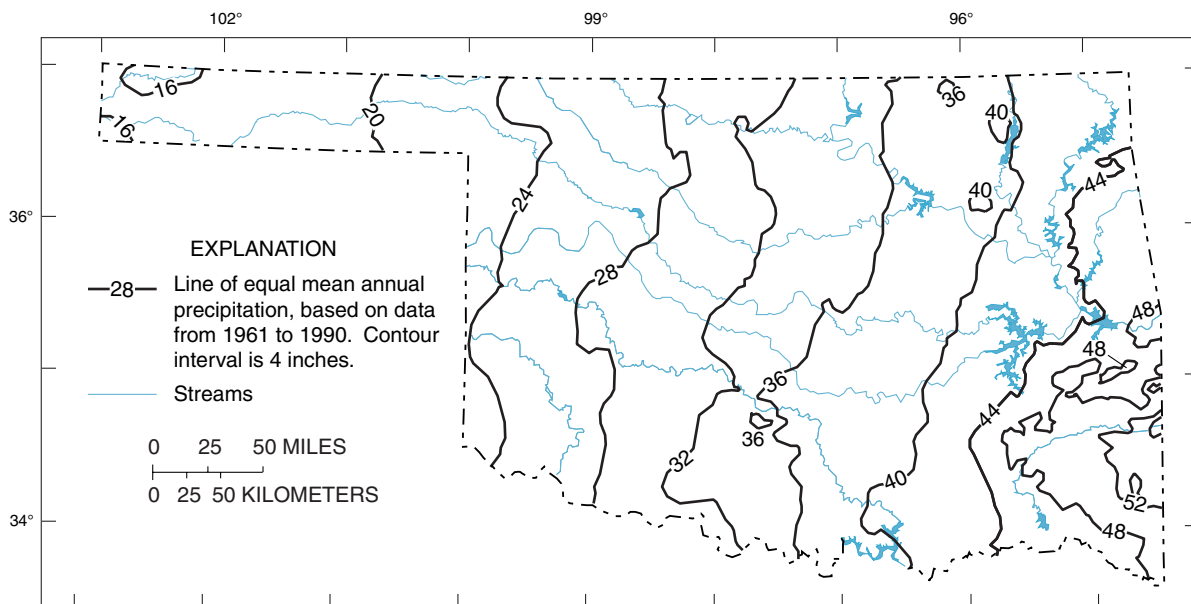 102° 99° 96°
36
16
40
20
16
44
40
24
36°
EXPLANATION
28
28 Line of equal mean annual
precipitation, based on data
from 1961 to 1990. Contour
interval is 4 inches.
48
48
36
Streams
44
36
0 25 50 MILES
32
40
0 25 50 KILOMETERS
52
34°
48